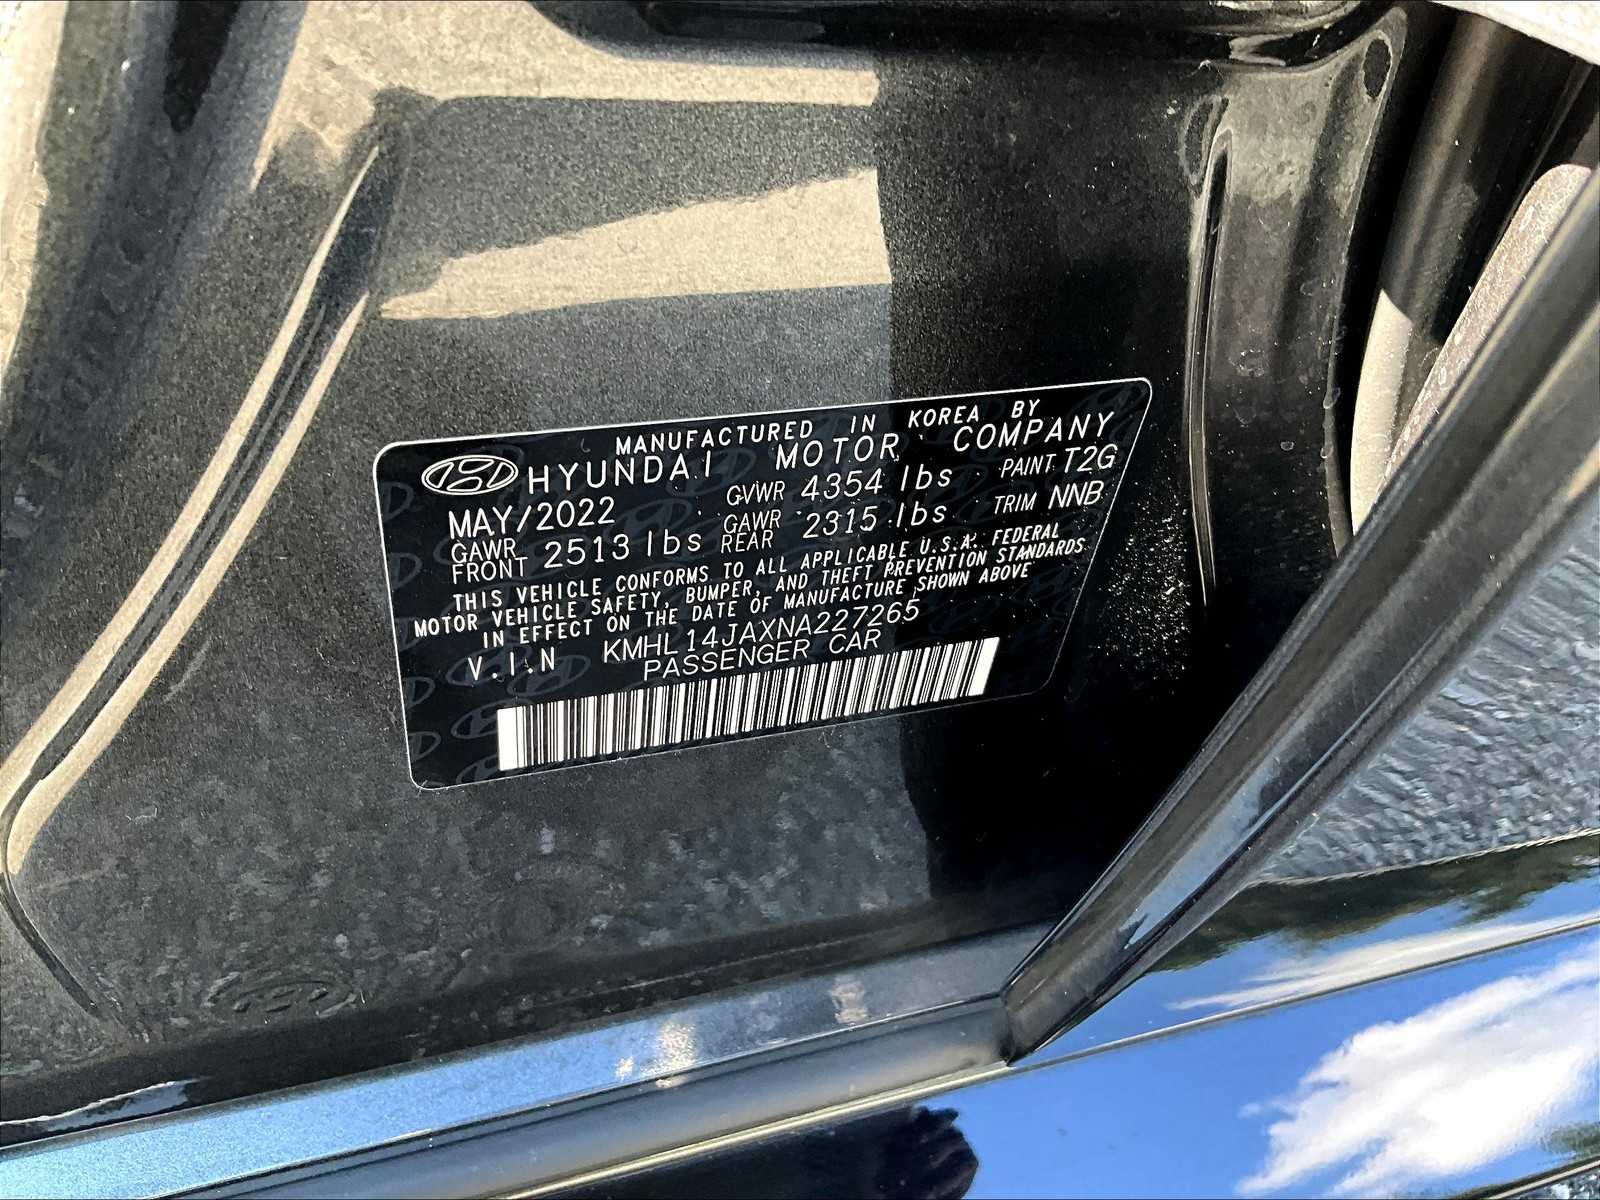 MANUFACTURED IN KOREA BY
HYUNDAI MOTOR COMPANY
MAY/2022 GVWR 4354 lbs PAINT T2G
GAWR FRONT 2513 lbs GAWR REAR 2315 lbs TRIM NNB
THIS VEHICLE CONFORMS TO ALL APPLICABLE U.S.A. FEDERAL
MOTOR VEHICLE SAFETY, BUMPER, AND THEFT PREVENTION STANDARDS
IN EFFECT ON THE DATE OF MANUFACTURE SHOWN ABOVE
V.I.N KMHL14JAXNA227265
PASSENGER CAR